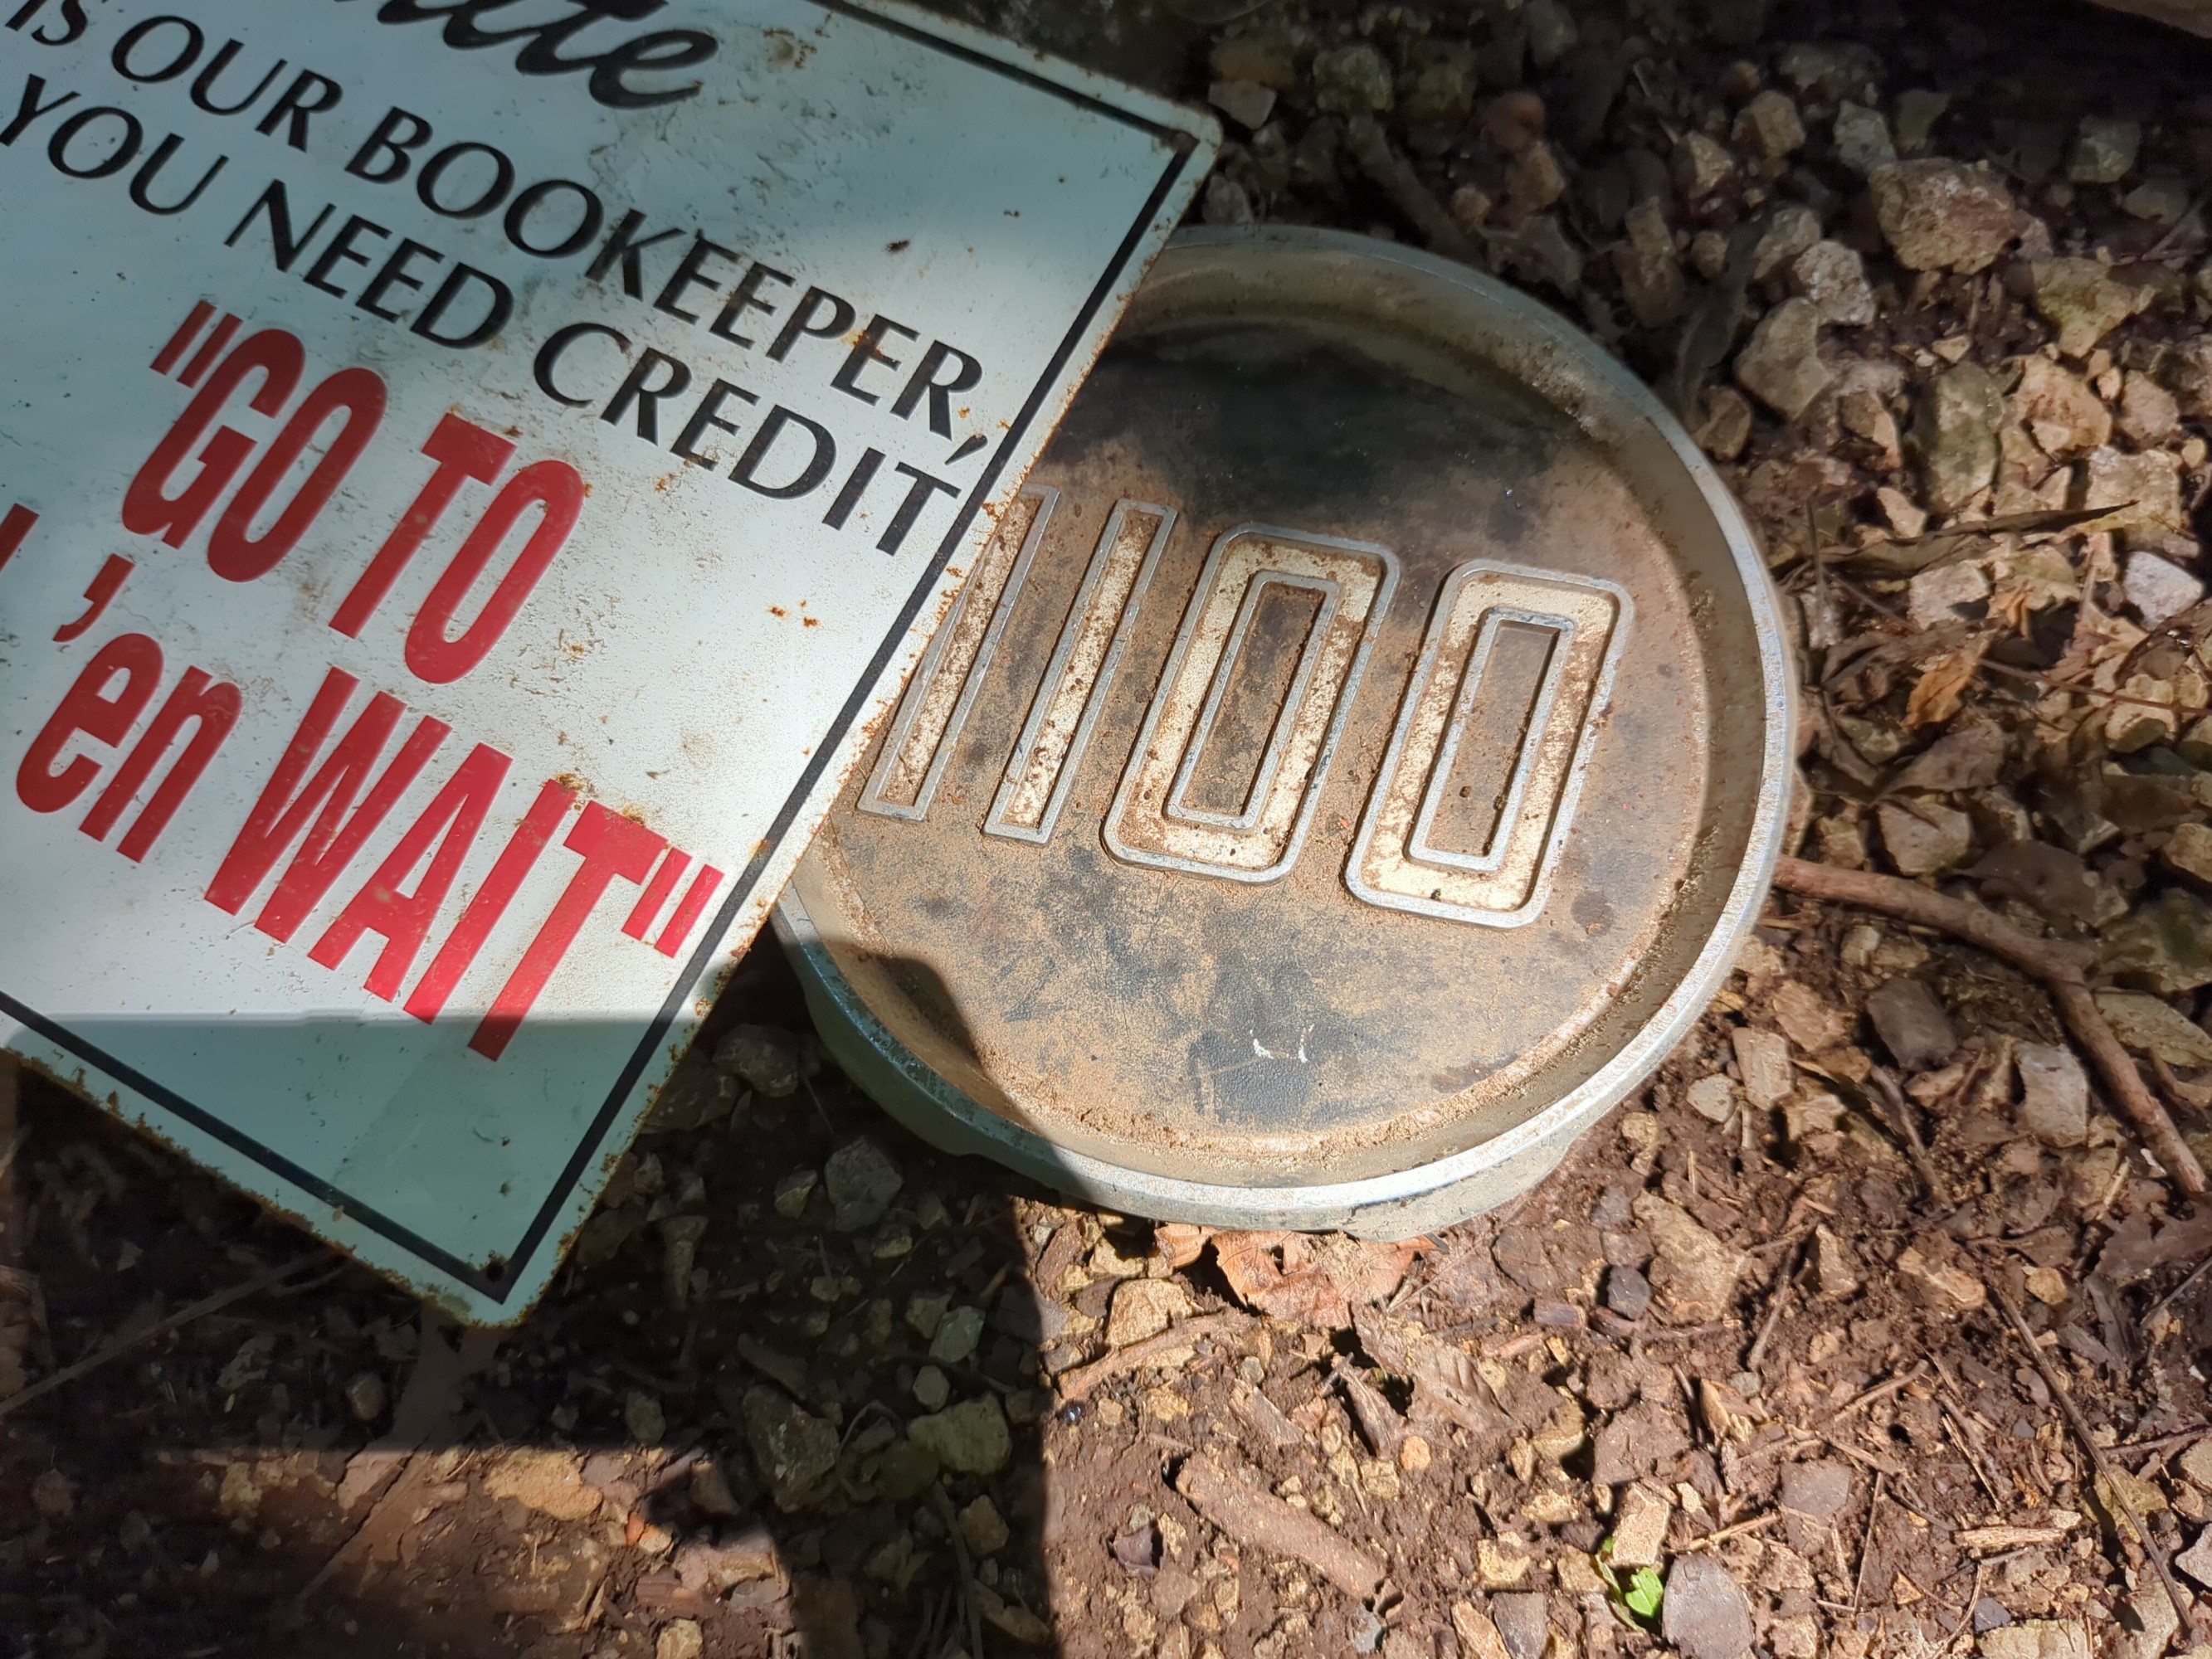 IS OUR BOOKEEPER,
YOU NEED CREDIT
"GO TO
'en WAIT"
1100